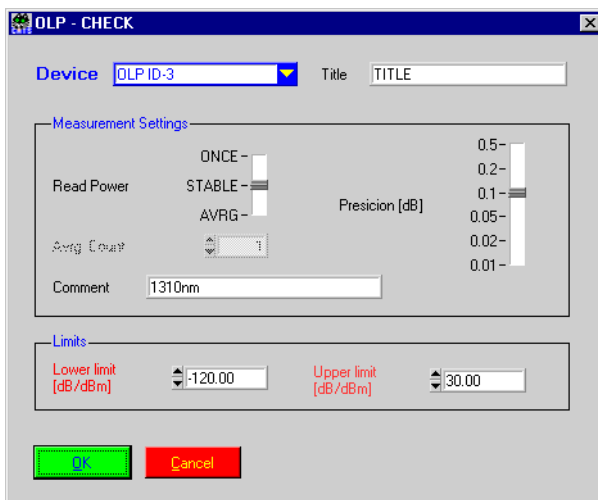 OLP - CHECK
Device OLP ID-3 Title TITLE
Measurement Settings
Read Power
ONCE
STABLE
AVRG
Presicion [dB]
0.5
0.2
0.1
0.05
0.02
0.01
Avrg. Count 1
Comment 1310nm
Limits
Lower limit
[dB/dBm]
-120.00
Upper limit
[dB/dBm]
30.00
OK Cancel